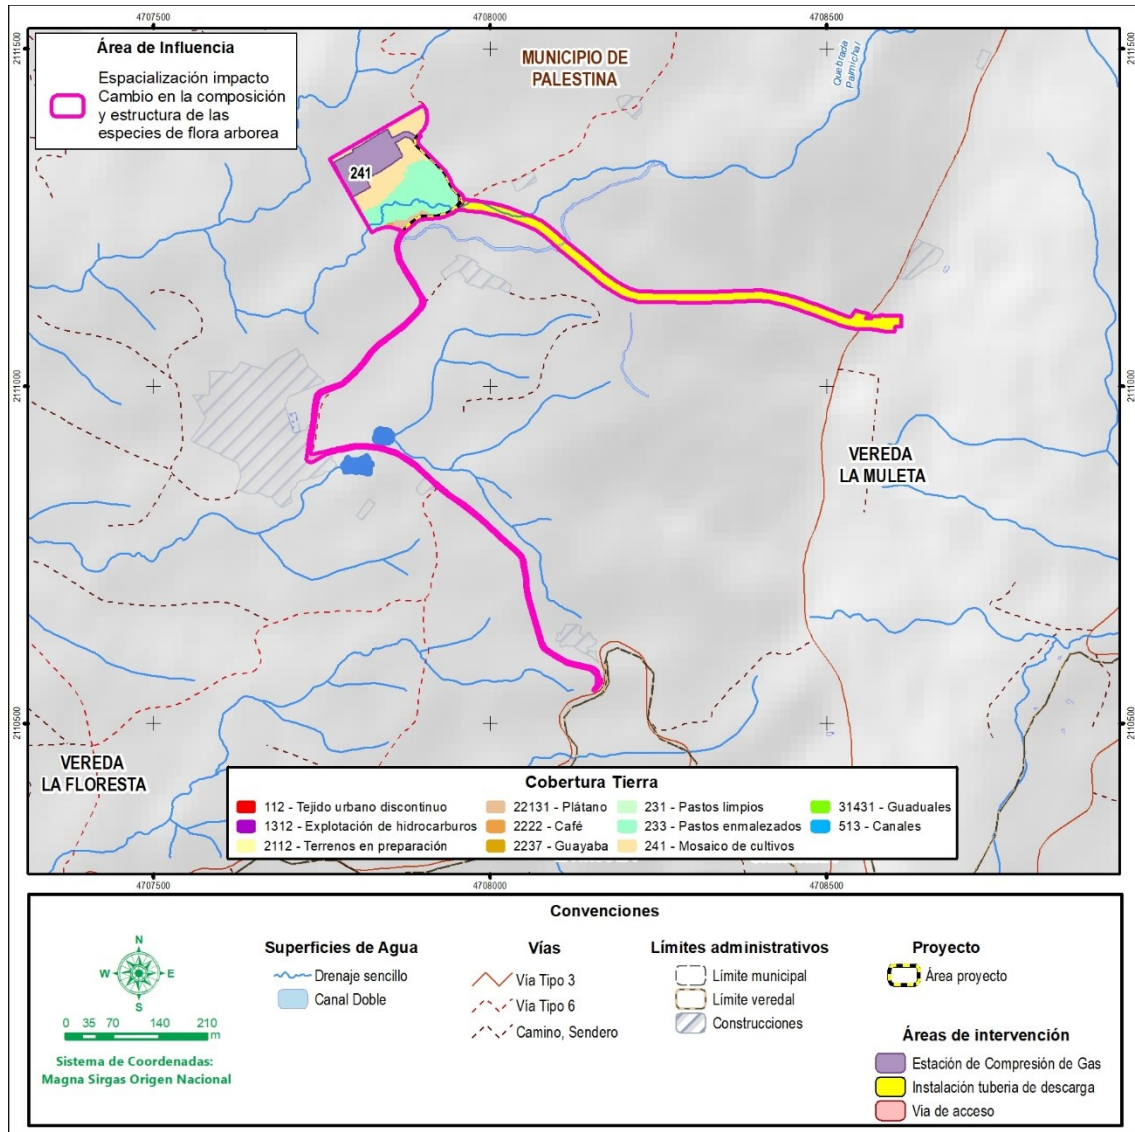 4707500
4708000
4708500
2111500
2111500
Área de Influencia
Espacialización impacto
Cambio en la composición
y estructura de las
especies de flora arborea
MUNICIPIO DE
PALESTINA
Quebrada
Palmichal
241
2111000
2111000
VEREDA
LA MULETA
2110500
2110500
VEREDA
LA FLORESTA
Cobertura Tierra
112 - Tejido urbano discontinuo
1312 - Explotación de hidrocarburos
2112 - Terrenos en preparación
22131 - Plátano
2222 - Café
2237 - Guayaba
231 - Pastos limpios
233 - Pastos enmalezados
241 - Mosaico de cultivos
31431 - Guaduales
513 - Canales
4707500
4708000
4708500
Convenciones
N
W
E
S
0 35 70 140 210
m
Sistema de Coordenadas:
Magna Sirgas Origen Nacional
Superficies de Agua
Drenaje sencillo
Canal Doble
Vías
Vía Tipo 3
Vía Tipo 6
Camino, Sendero
Límites administrativos
Límite municipal
Límite veredal
Construcciones
Proyecto
Área proyecto
Áreas de intervención
Estación de Compresión de Gas
Instalación tuberia de descarga
Via de acceso